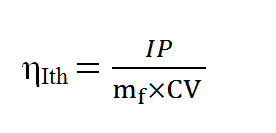 η_Ith = IP / (m_f×CV)